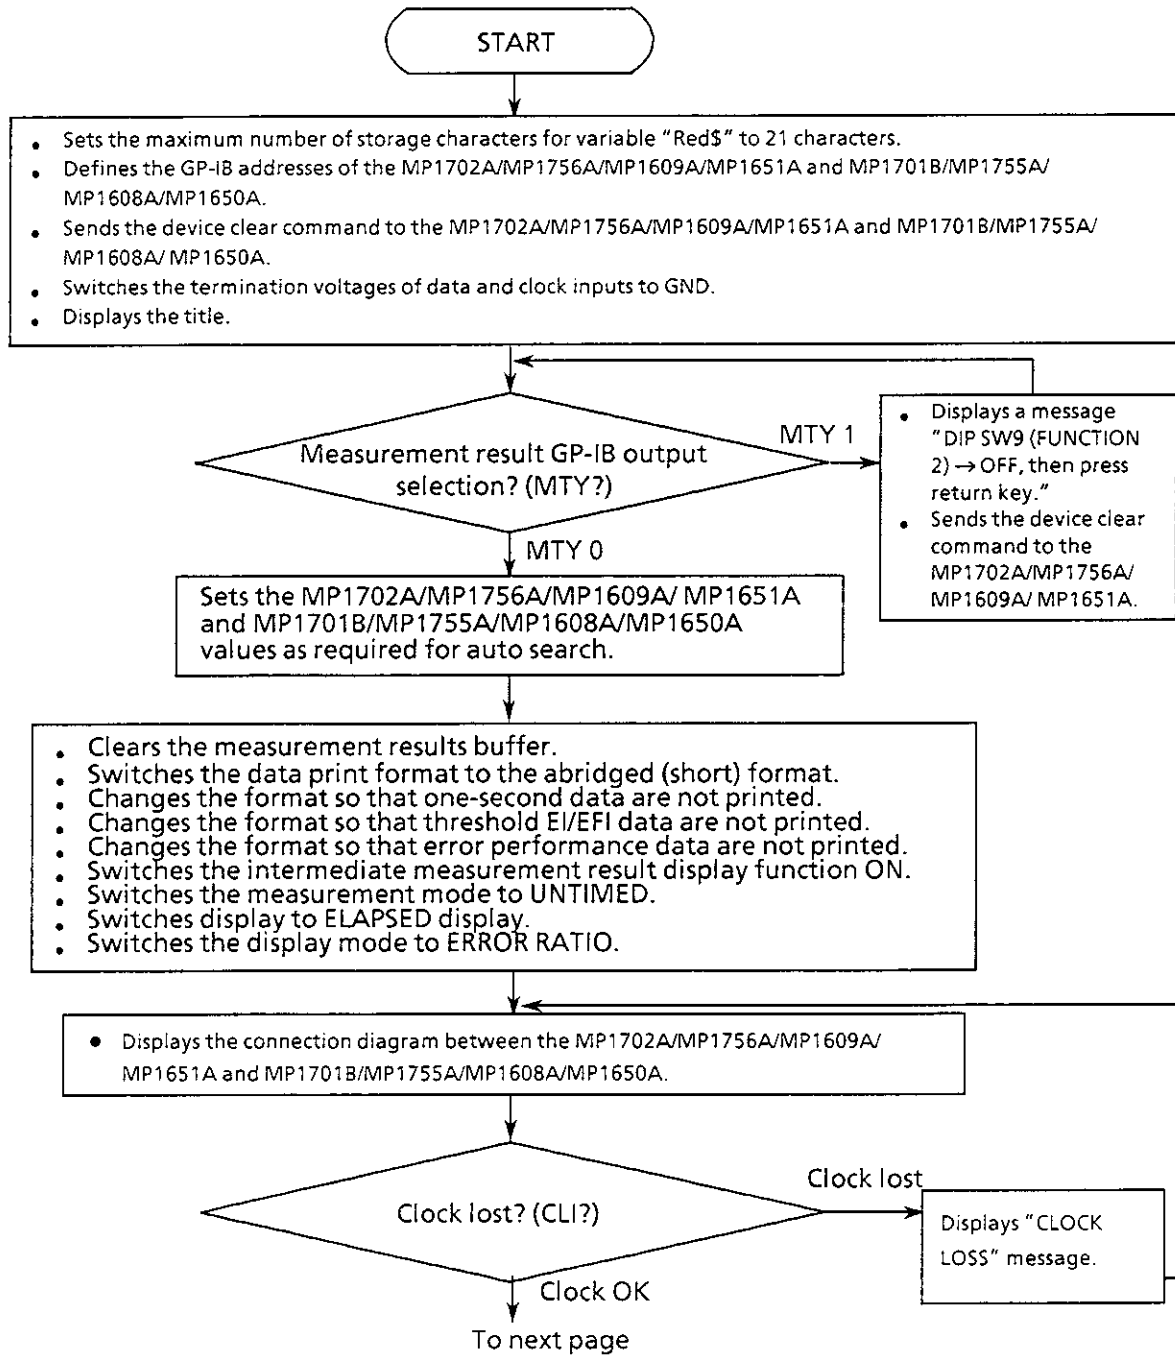 START
• Sets the maximum number of storage characters for variable "Red$" to 21 characters.
• Defines the GP-IB addresses of the MP1702A/MP1756A/MP1609A/MP1651A and MP1701B/MP1755A/
MP1608A/MP1650A.
• Sends the device clear command to the MP1702A/MP1756A/MP1609A/MP1651A and MP1701B/MP1755A/
MP1608A/ MP1650A.
• Switches the termination voltages of data and clock inputs to GND.
• Displays the title.
Measurement result GP-IB output
selection? (MTY?)
MTY 1
• Displays a message
"DIP SW9 (FUNCTION
2) → OFF, then press
return key."
• Sends the device clear
command to the
MP1702A/MP1756A/
MP1609A/ MP1651A.
MTY 0
Sets the MP1702A/MP1756A/MP1609A/ MP1651A
and MP1701B/MP1755A/MP1608A/MP1650A
values as required for auto search.
• Clears the measurement results buffer.
• Switches the data print format to the abridged (short) format.
• Changes the format so that one-second data are not printed.
• Changes the format so that threshold EI/EFI data are not printed.
• Changes the format so that error performance data are not printed.
• Switches the intermediate measurement result display function ON.
• Switches the measurement mode to UNTIMED.
• Switches display to ELAPSED display.
• Switches the display mode to ERROR RATIO.
• Displays the connection diagram between the MP1702A/MP1756A/MP1609A/
MP1651A and MP1701B/MP1755A/MP1608A/MP1650A.
Clock lost? (CLI?)
Clock lost
Displays "CLOCK
LOSS" message.
Clock OK
To next page